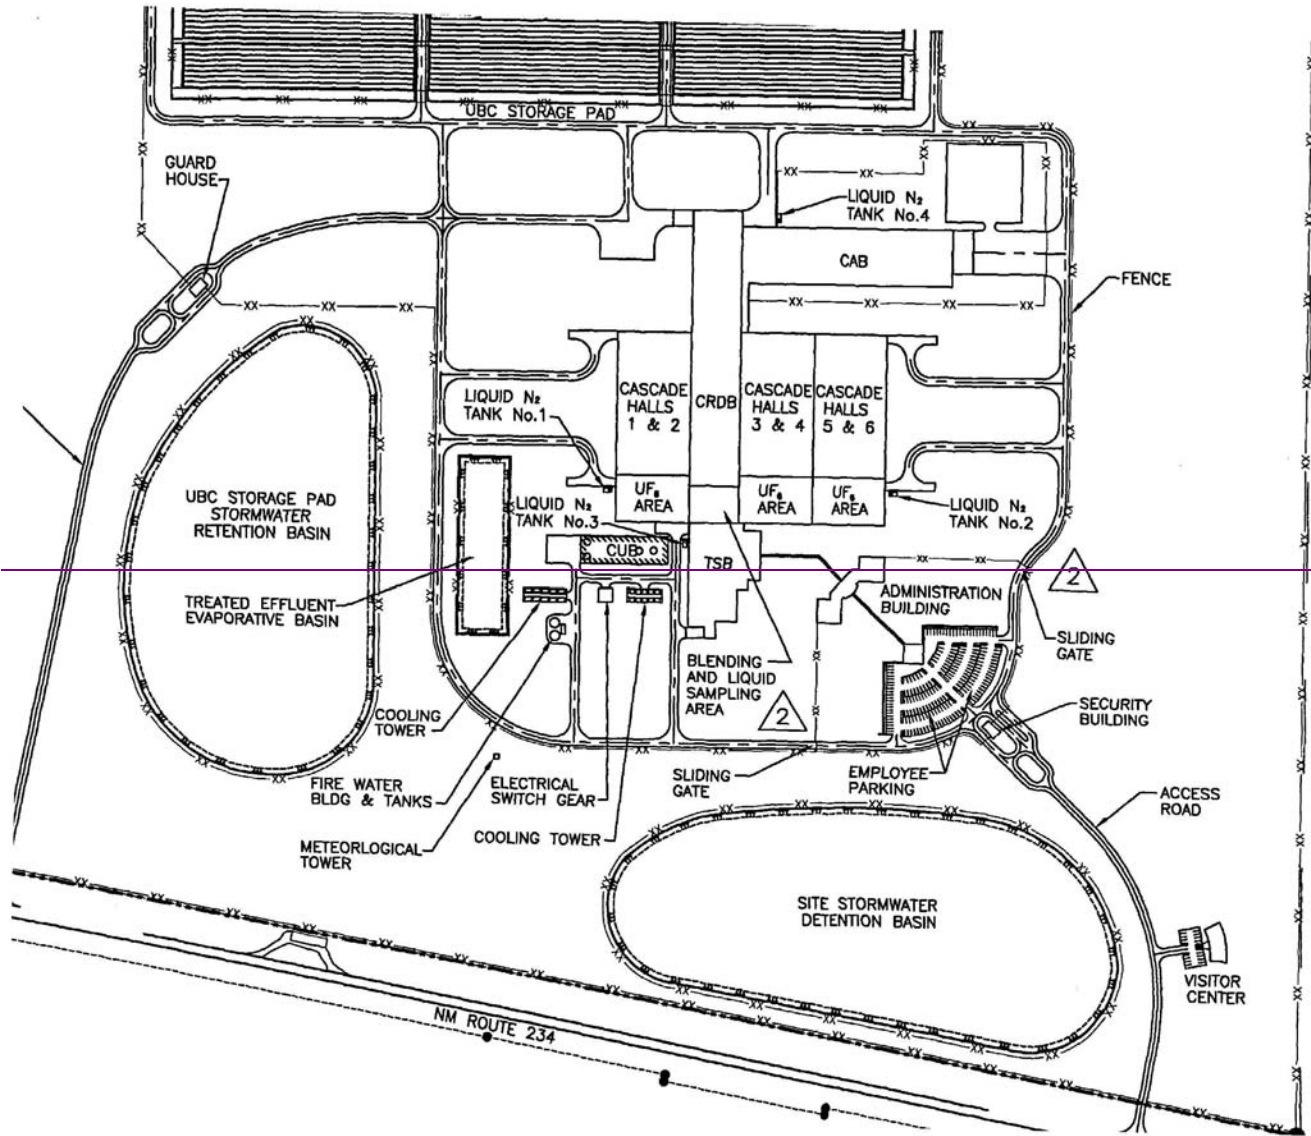 UBC STORAGE PAD
GUARD
HOUSE
LIQUID N₂
TANK No.4
CAB
FENCE
LIQUID N₂
TANK No.1
CASCADE
HALLS
1 & 2
CRDB
CASCADE
HALLS
3 & 4
CASCADE
HALLS
5 & 6
UBC STORAGE PAD
STORMWATER
RETENTION BASIN
LIQUID N₂
TANK No.3
UF₆
AREA
UF₆
AREA
UF₆
AREA
LIQUID N₂
TANK No.2
CUB
TSB
2
TREATED EFFLUENT
EVAPORATIVE BASIN
ADMINISTRATION
BUILDING
SLIDING
GATE
BLENDING
AND LIQUID
SAMPLING
AREA
2
COOLING
TOWER
SECURITY
BUILDING
FIRE WATER
BLDG & TANKS
ELECTRICAL
SWITCH GEAR
SLIDING
GATE
EMPLOYEE
PARKING
ACCESS
ROAD
METEORLOGICAL
TOWER
COOLING TOWER
SITE STORMWATER
DETENTION BASIN
VISITOR
CENTER
NM ROUTE 234